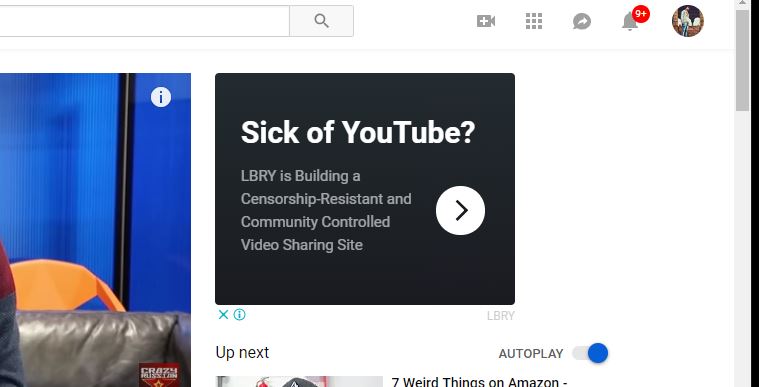 9+
i
Sick of YouTube?
LBRY is Building a
Censorship-Resistant and
Community Controlled
Video Sharing Site
LBRY
Up next
AUTOPLAY
CRAZY
RUSSIAN
7 Weird Things on Amazon -